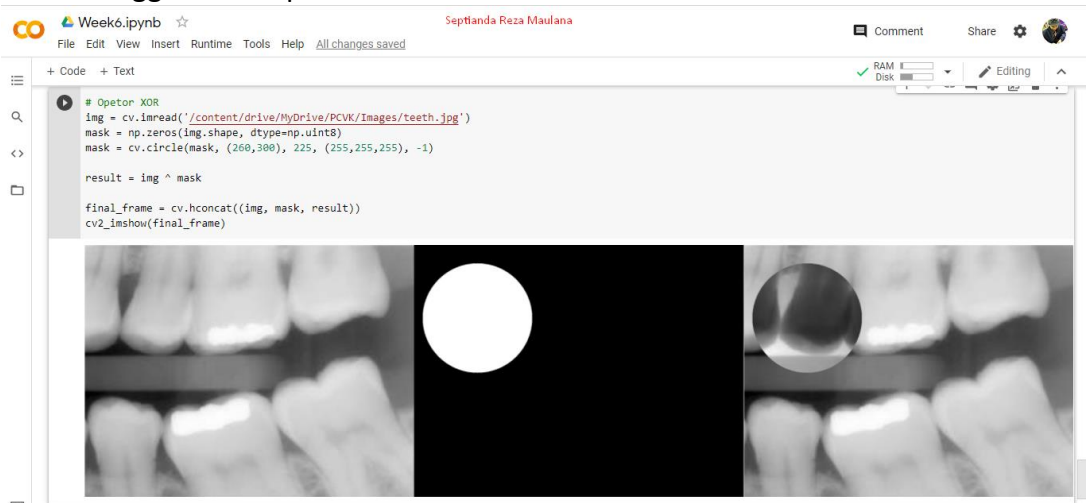 Week6.ipynb
Septianda Reza Maulana
Comment
Share
File Edit View Insert Runtime Tools Help All changes saved
+ Code + Text
RAM
Disk
Editing
# Opetor XOR
img = cv.imread('/content/drive/MyDrive/PCVK/Images/teeth.jpg')
mask = np.zeros(img.shape, dtype=np.uint8)
mask = cv.circle(mask, (260,300), 225, (255,255,255), -1)
result = img ^ mask
final_frame = cv.hconcat((img, mask, result))
cv2_imshow(final_frame)